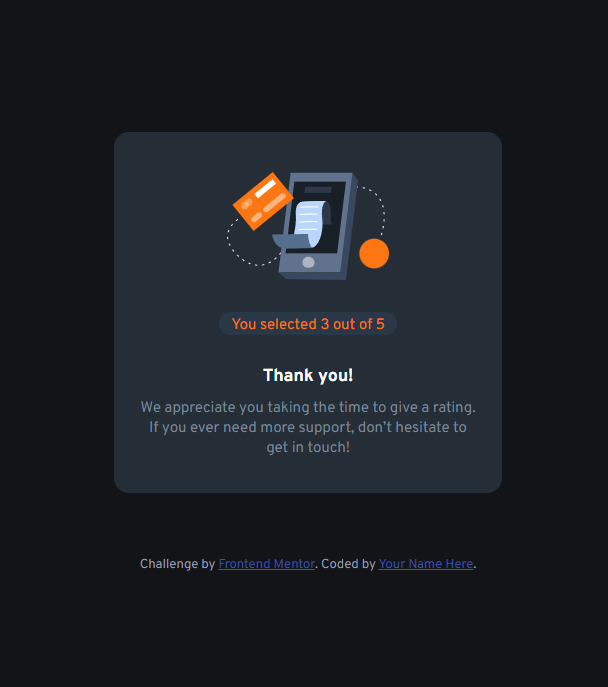 You selected 3 out of 5
Thank you!
We appreciate you taking the time to give a rating.
If you ever need more support, don’t hesitate to
get in touch!
Challenge by Frontend Mentor. Coded by Your Name Here.